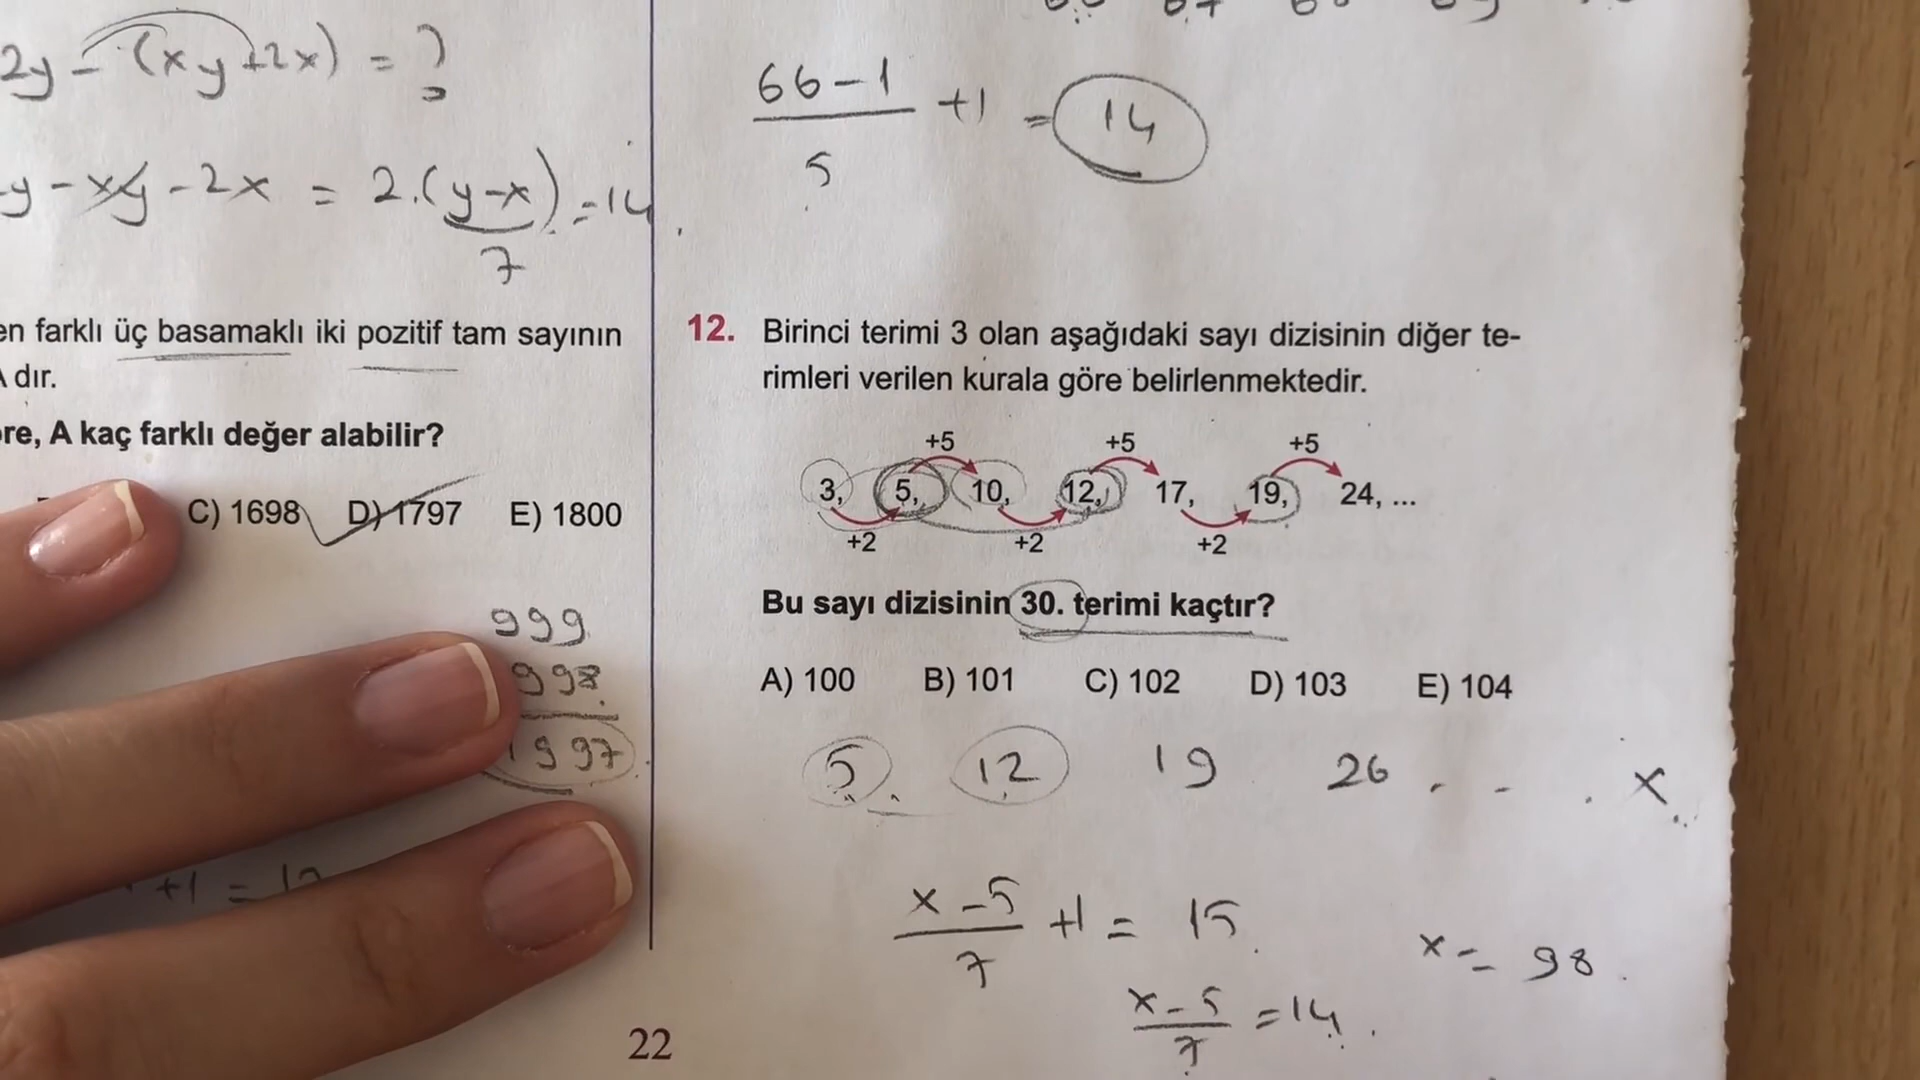 2y - (xy+2x) = ?
y - xy - 2x = 2.(y-x) = 14
7
en farklı üç basamaklı iki pozitif tam sayının
dır.
re, A kaç farklı değer alabilir?
C) 1698 D) 1797 E) 1800
999
998
1997
+1 =
66-1
5
+1 = 14
12. Birinci terimi 3 olan aşağıdaki sayı dizisinin diğer te-
rimleri verilen kurala göre belirlenmektedir.
+5 +5 +5
3, 5, 10, 12, 17, 19, 24, ...
+2 +2 +2
Bu sayı dizisinin 30. terimi kaçtır?
A) 100 B) 101 C) 102 D) 103 E) 104
5 12 19 26 . . . x
x-5
7
+1 = 15
x = 98
x-5
7
= 14
22